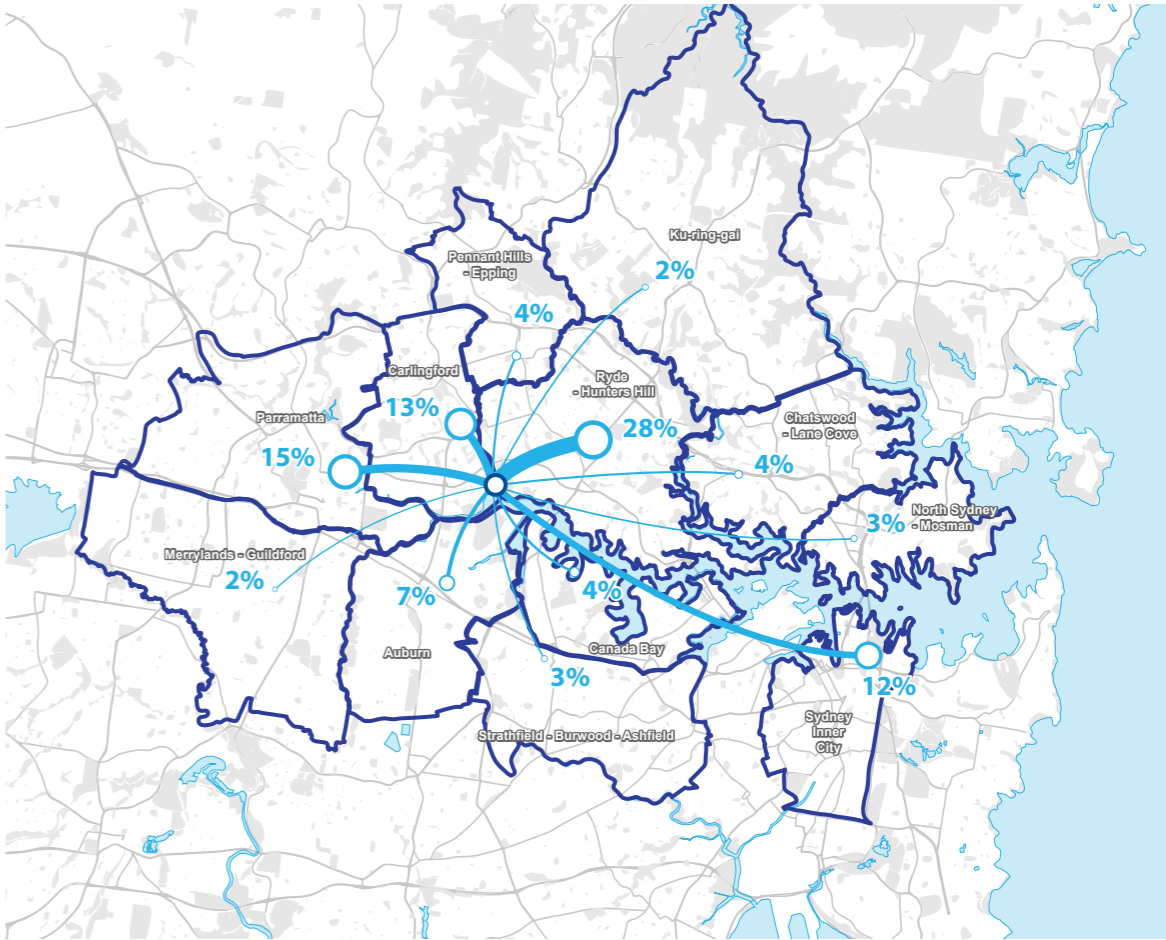 Ku-ring-gai
2%
Pennant Hills
- Epping
4%
Carlingford
13%
Ryde
- Hunters Hill
28%
Parramatta
15%
Chatswood
- Lane Cove
4%
North Sydney
- Mosman
3%
Merrylands - Guildford
2%
7%
4%
Auburn
Canada Bay
3%
12%
Strathfield - Burwood - Ashfield
Sydney
Inner
City